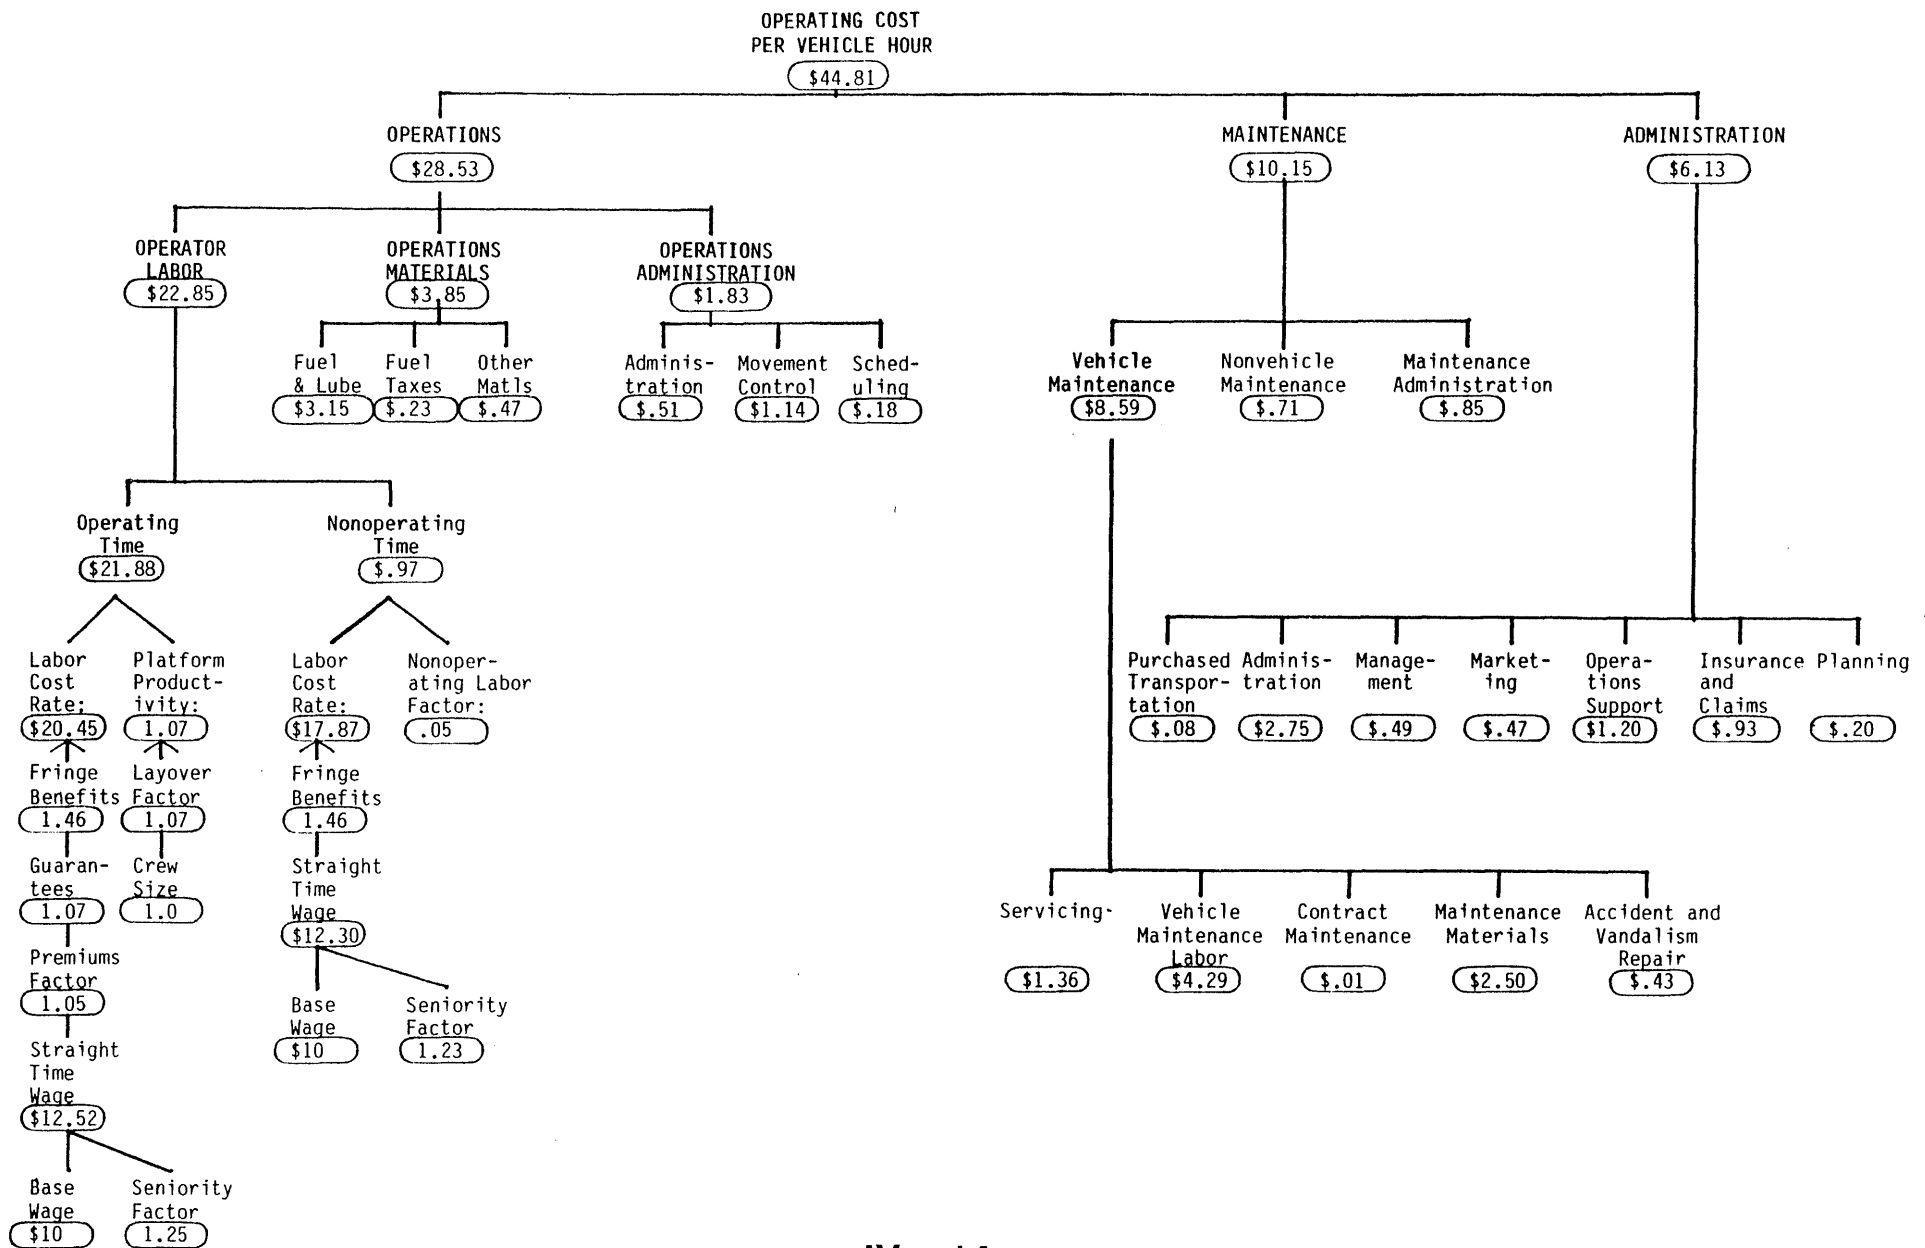 OPERATING COST
PER VEHICLE HOUR
$44.81
OPERATIONS
$28.53
MAINTENANCE
$10.15
ADMINISTRATION
$6.13
OPERATOR
LABOR
$22.85
OPERATIONS
MATERIALS
$3.85
OPERATIONS
ADMINISTRATION
$1.83
Fuel
& Lube
$3.15
Fuel
Taxes
$.23
Other
Matls
$.47
Adminis-
tration
$.51
Movement
Control
$1.14
Sched-
uling
$.18
Vehicle
Maintenance
$8.59
Nonvehicle
Maintenance
$.71
Maintenance
Administration
$.85
Operating
Time
$21.88
Nonoperating
Time
$.97
Labor
Cost
Rate:
$20.45
Platform
Product-
ivity:
1.07
Labor
Cost
Rate:
$17.87
Nonoper-
ating Labor
Factor:
.05
Purchased
Transpor-
tation
$.08
Adminis-
tration
$2.75
Manage-
ment
$.49
Market-
ing
$.47
Opera-
tions
Support
$1.20
Insurance
and
Claims
$.93
Planning
$.20
Fringe
Benefits
1.46
Layover
Factor
1.07
Fringe
Benefits
1.46
Guaran-
tees
1.07
Crew
Size
1.0
Straight
Time
Wage
$12.30
Premiums
Factor
1.05
Base
Wage
$10
Seniority
Factor
1.23
Servicing-
$1.36
Vehicle
Maintenance
Labor
$4.29
Contract
Maintenance
$.01
Maintenance
Materials
$2.50
Accident and
Vandalism
Repair
$.43
Straight
Time
Wage
$12.52
Base
Wage
$10
Seniority
Factor
1.25